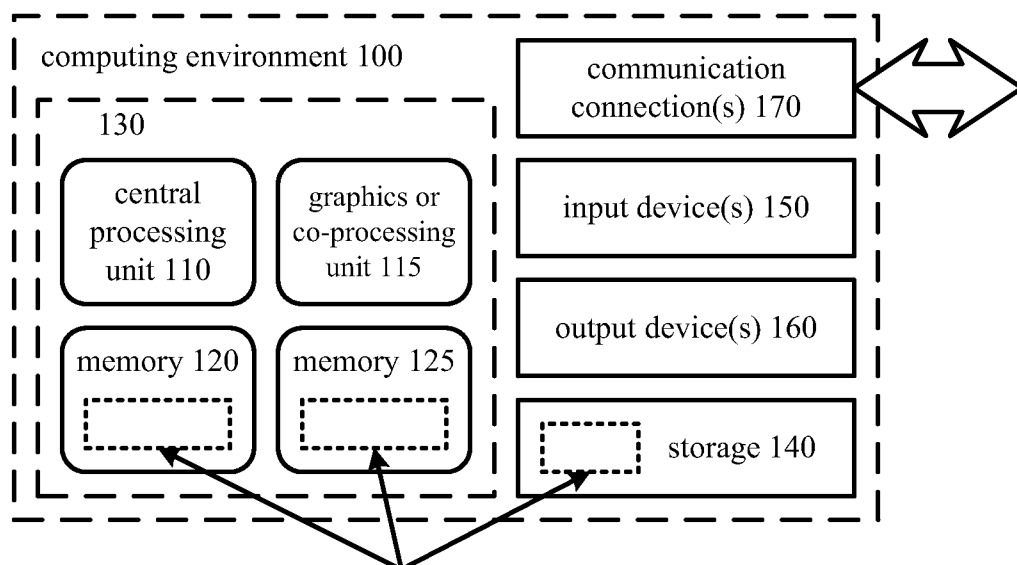 computing environment 100
130
central
processing
unit 110
graphics or
co-processing
unit 115
memory 120
memory 125
communication
connection(s) 170
input device(s) 150
output device(s) 160
storage 140